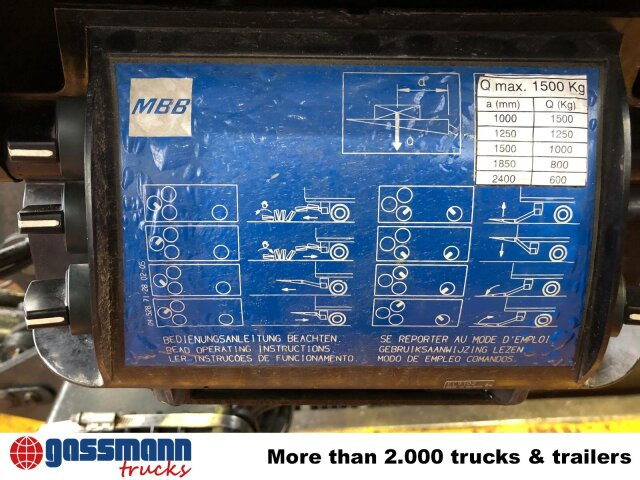 MBB
a
Q
Q max. 1500 Kg
a (mm) Q (Kg)
1000 1500
1250 1250
1500 1000
1850 800
2400 600
BEDIENUNGSANLEITUNG BEACHTEN.
READ OPERATING INSTRUCTIONS.
LER INSTRUCÕES DE FUNCIONAMENTO.
SE REPORTER AU MODE D'EMPLOI
GEBRUIKSAANWIJZING LEZEN
MODO DE EMPLEO COMANDOS.
gassmann
trucks
More than 2.000 trucks & trailers